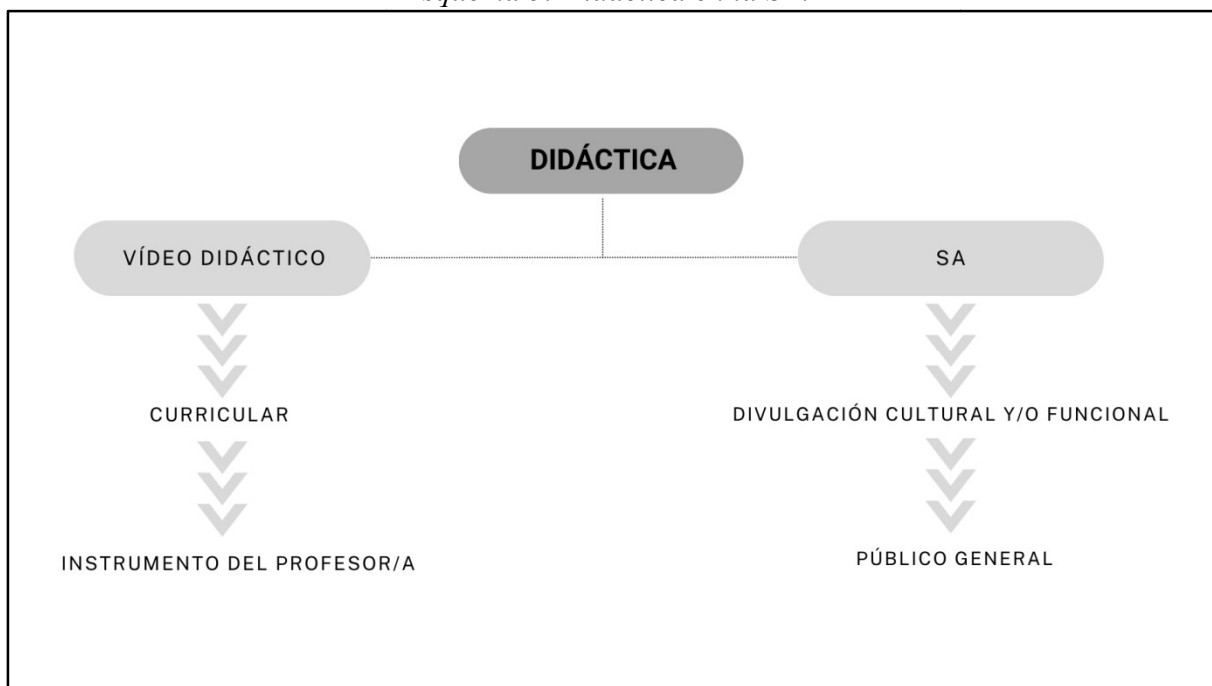 DIDÁCTICA
VÍDEO DIDÁCTICO
SA
CURRICULAR
DIVULGACIÓN CULTURAL Y/O FUNCIONAL
INSTRUMENTO DEL PROFESOR/A
PÚBLICO GENERAL